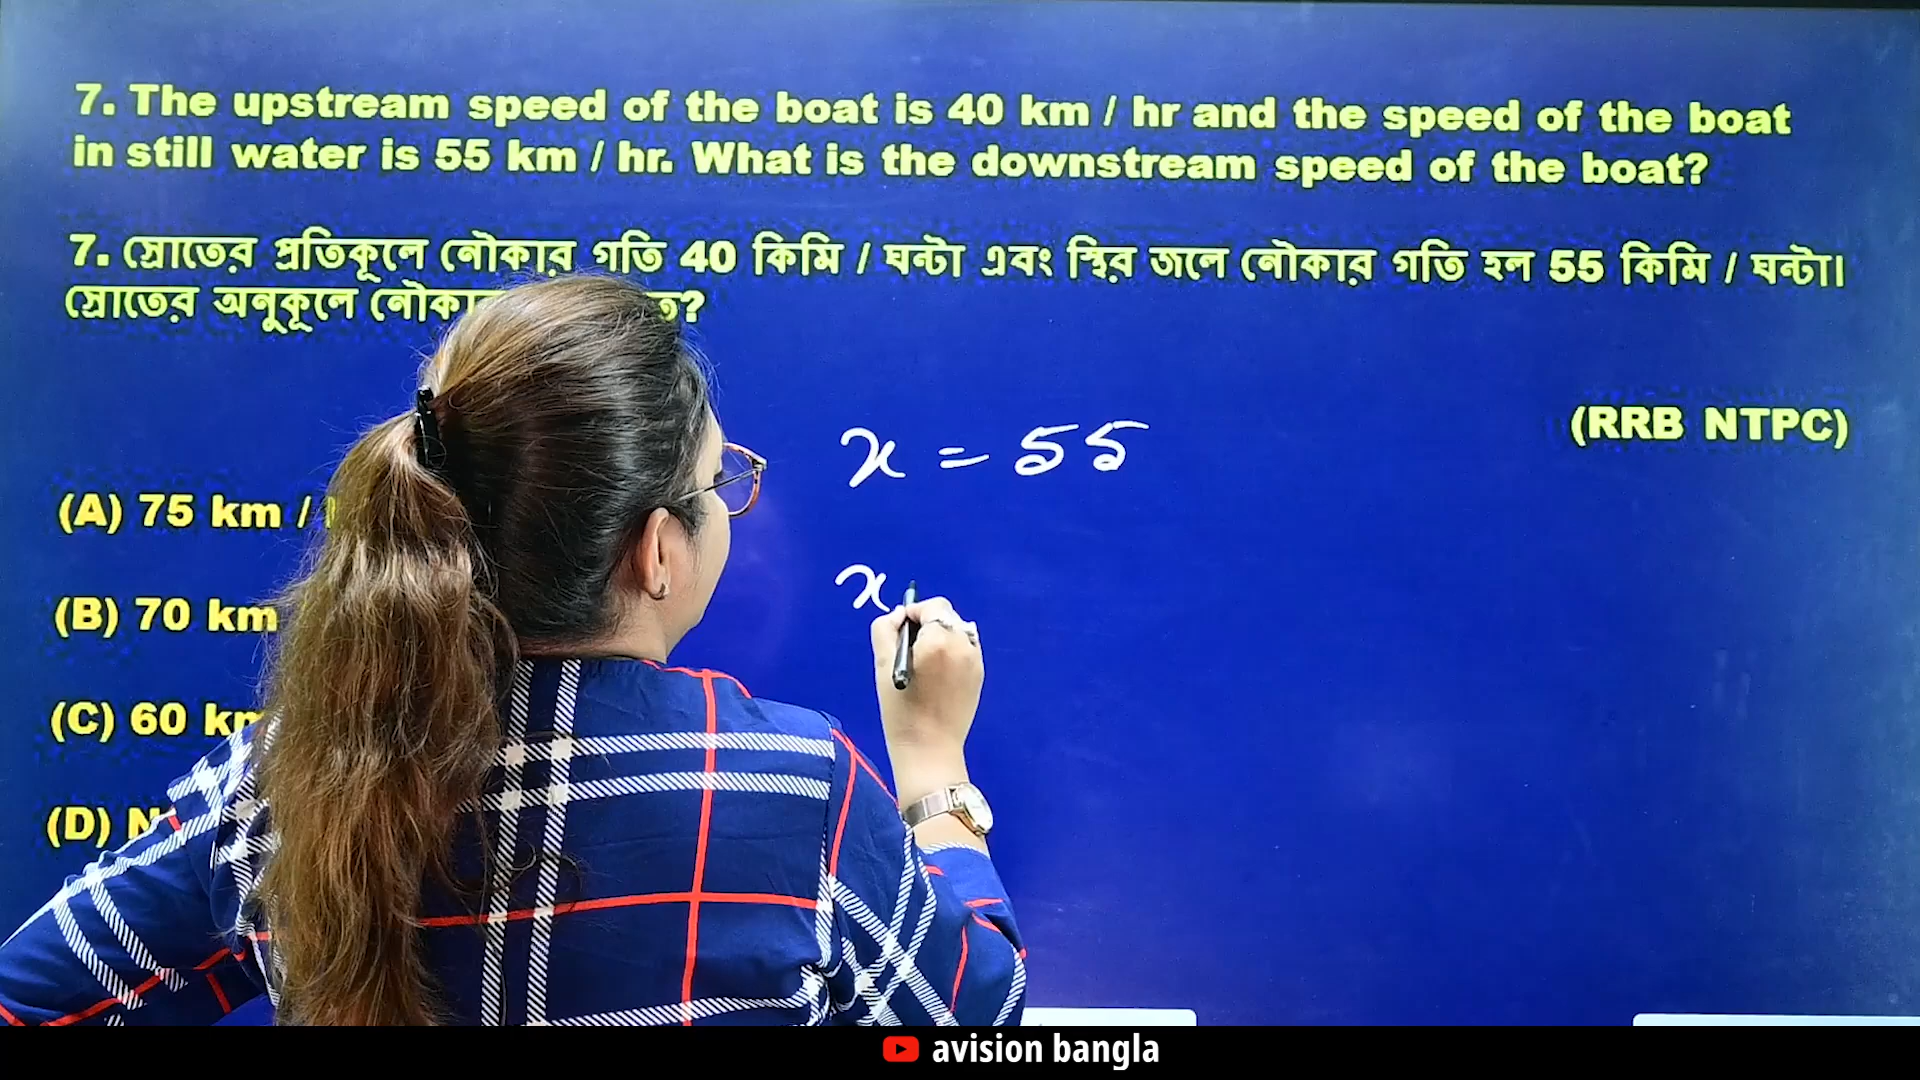 7. The upstream speed of the boat is 40 km / hr and the speed of the boat
in still water is 55 km / hr. What is the downstream speed of the boat?
7. স্রোতের প্রতিকূলে নৌকার গতি 40 কিমি / ঘন্টা এবং স্থির জলে নৌকার গতি হল 55 কিমি / ঘন্টা।
স্রোতের অনুকূলে
(RRB NTPC)
x = 55
x
(A) 75 km /
(B) 70 km
(C) 60
(D)
avision bangla